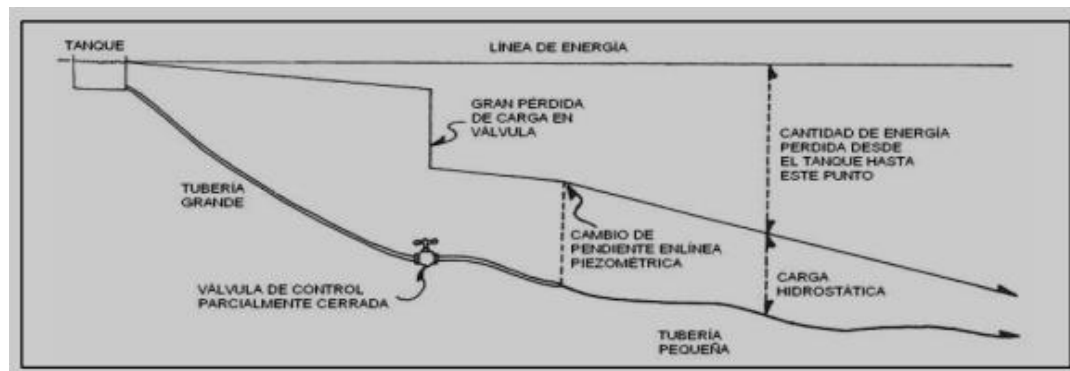 TANQUE
LÍNEA DE ENERGÍA
GRAN PÉRDIDA
DE CARGA EN
VÁLVULA
CANTIDAD DE ENERGÍA
PERDIDA DESDE
EL TANQUE HASTA
ESTE PUNTO
TUBERÍA
GRANDE
CAMBIO DE
PENDIENTE ENLÍNEA
PIEZOMÉTRICA
VÁLVULA DE CONTROL
PARCIALMENTE CERRADA
CARGA
HIDROSTÁTICA
TUBERÍA
PEQUEÑA